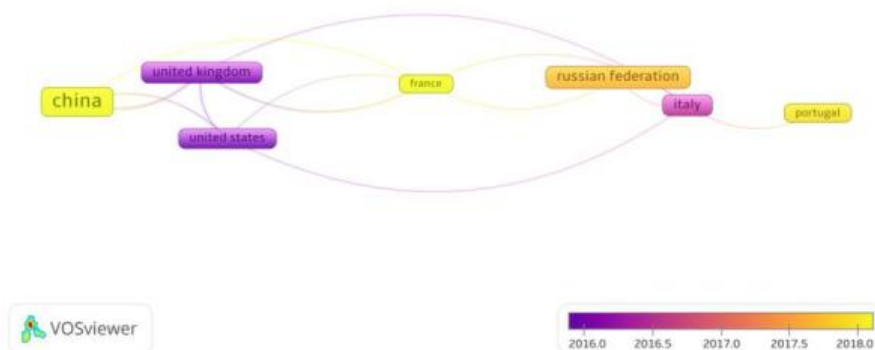 united kingdom
russian federation
france
china
italy
portugal
united states
VOSviewer
2016.0 2016.5 2017.0 2017.5 2018.0